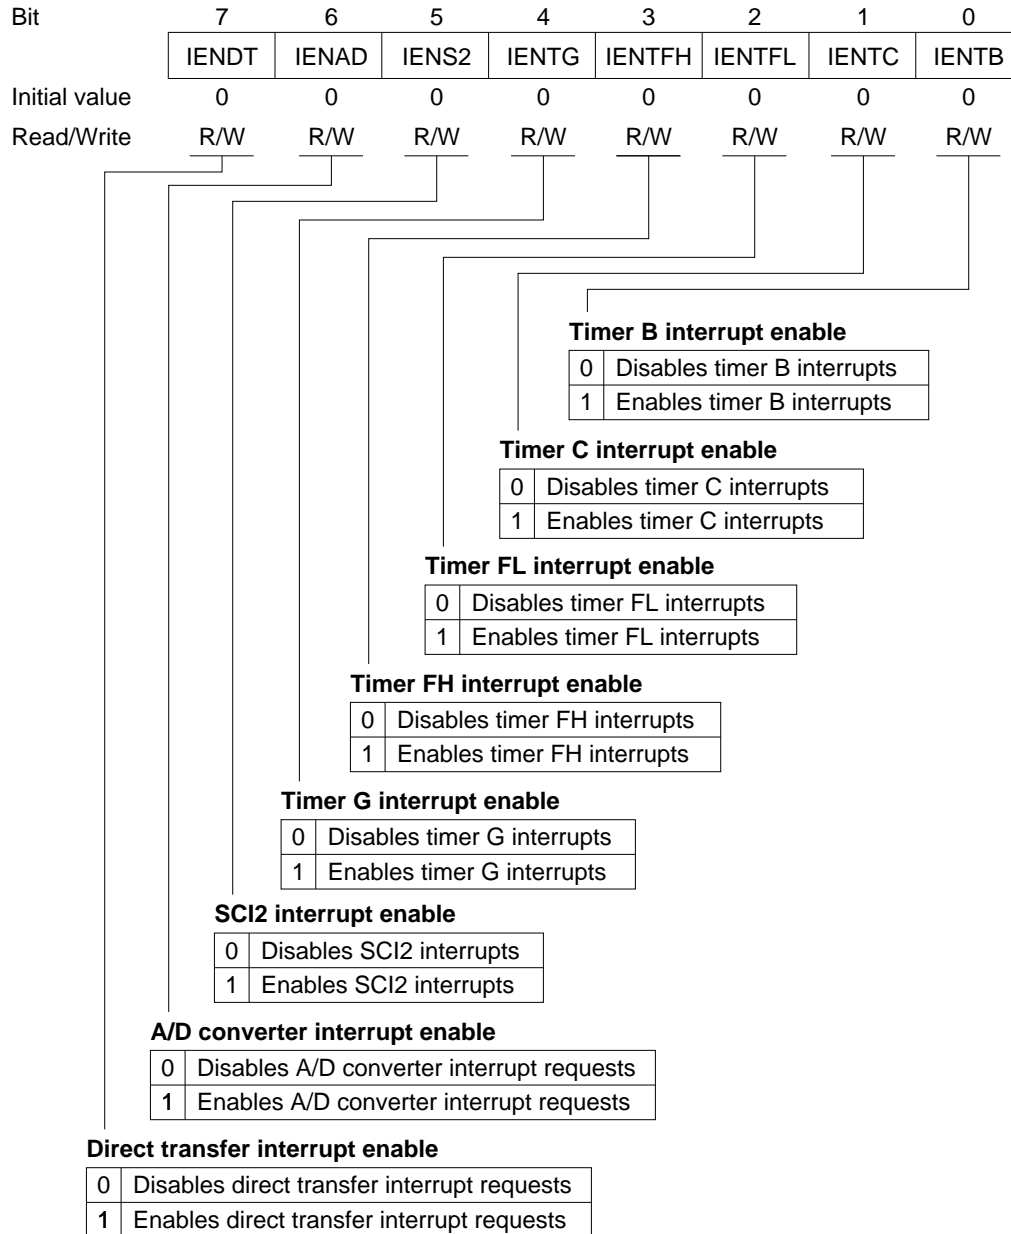 Bit 7 6 5 4 3 2 1 0
IENDT IENAD IENS2 IENTG IENTFH IENTFL IENTC IENTB
Initial value 0 0 0 0 0 0 0 0
Read/Write R/W R/W R/W R/W R/W R/W R/W R/W
Timer B interrupt enable
0 Disables timer B interrupts
1 Enables timer B interrupts
Timer C interrupt enable
0 Disables timer C interrupts
1 Enables timer C interrupts
Timer FL interrupt enable
0 Disables timer FL interrupts
1 Enables timer FL interrupts
Timer FH interrupt enable
0 Disables timer FH interrupts
1 Enables timer FH interrupts
Timer G interrupt enable
0 Disables timer G interrupts
1 Enables timer G interrupts
SCI2 interrupt enable
0 Disables SCI2 interrupts
1 Enables SCI2 interrupts
A/D converter interrupt enable
0 Disables A/D converter interrupt requests
1 Enables A/D converter interrupt requests
Direct transfer interrupt enable
0 Disables direct transfer interrupt requests
1 Enables direct transfer interrupt requests